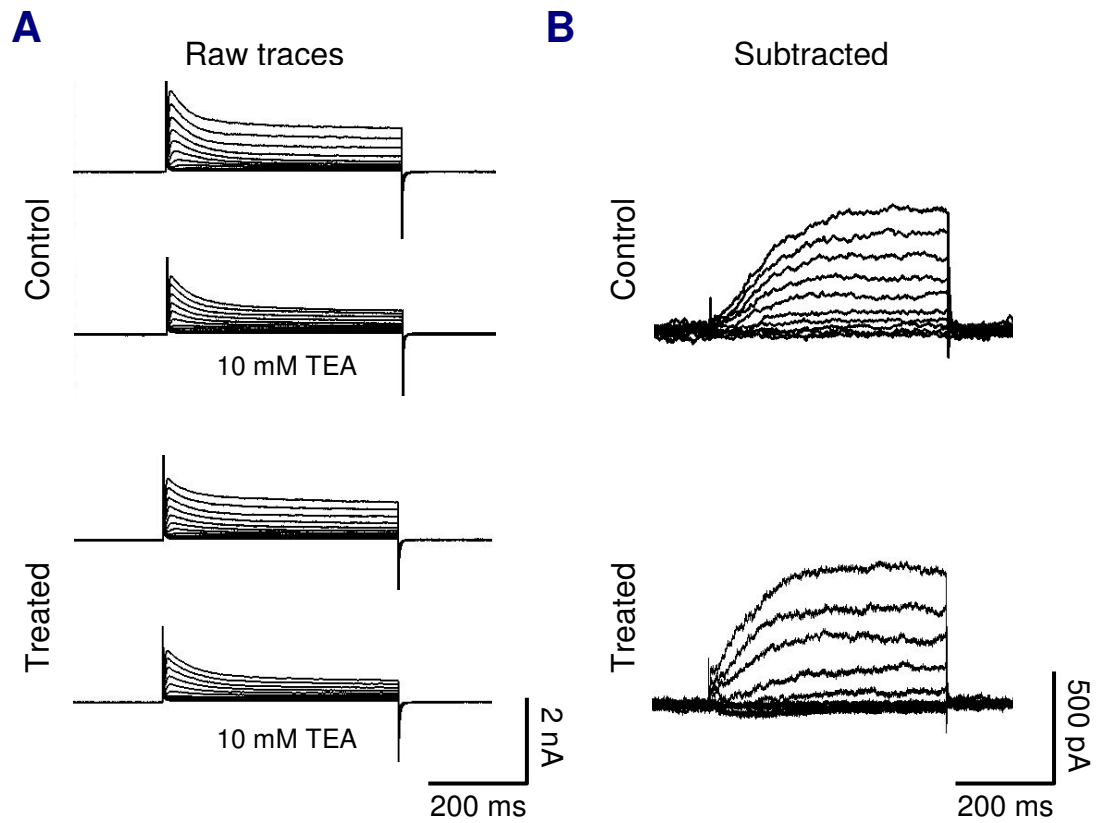 A
B
Raw traces
Subtracted
Control
Control
10 mM TEA
Treated
Treated
10 mM TEA
2 nA
500 pA
200 ms
200 ms